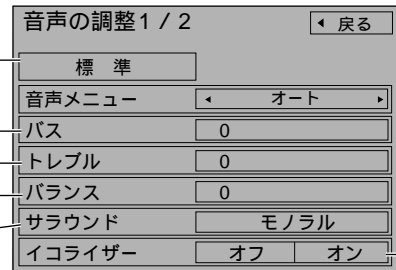 音声の調整1 / 2 戻る
標 準
音声メニュー オート
バス 0
トレブル 0
バランス 0
サラウンド モノラル
イコライザー オフ オン